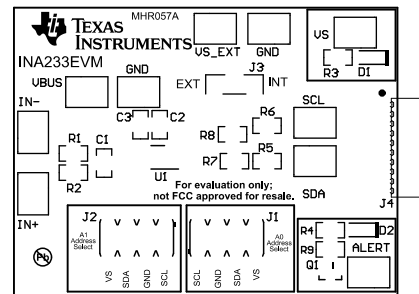 MHR057A
TEXAS
INSTRUMENTS
INA233EVM
VS_EXT
GND
VS
R3
D1
J3
EXT
INT
VBUS
GND
IN-
C3
C2
SCL
R6
R8
R1
C1
R7
R5
R2
U1
For evaluation only;
not FCC approved for resale.
SDA
J4
IN+
J2
J1
R4
D2
A1
Address
Select
A0
Address
Select
R9
ALERT
Q1
Pb
VS
SDA
GND
SCL
SCL
GND
SDA
VS